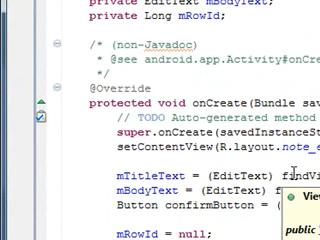 private EditText mBodyText;
private Long mRowId;
/* (non-Javadoc)
* @see android.app.Activity#onCre
*/
@Override
protected void onCreate(Bundle sav
// TODO Auto-generated method
super.onCreate(savedInstanceSt
setContentView(R.layout.note_e
mTitleText = (EditText) findVi
mBodyText = (EditText) f
Button confirmButton = (
View
public
mRowId = null;